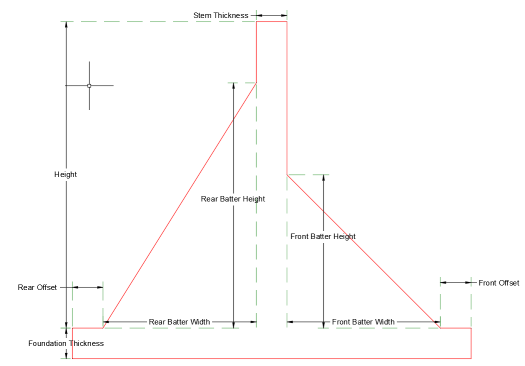 Stem Thickness
Height
Rear Batter Height
Front Batter Height
Rear Offset
Front Offset
Rear Batter Width
Front Batter Width
Foundation Thickness